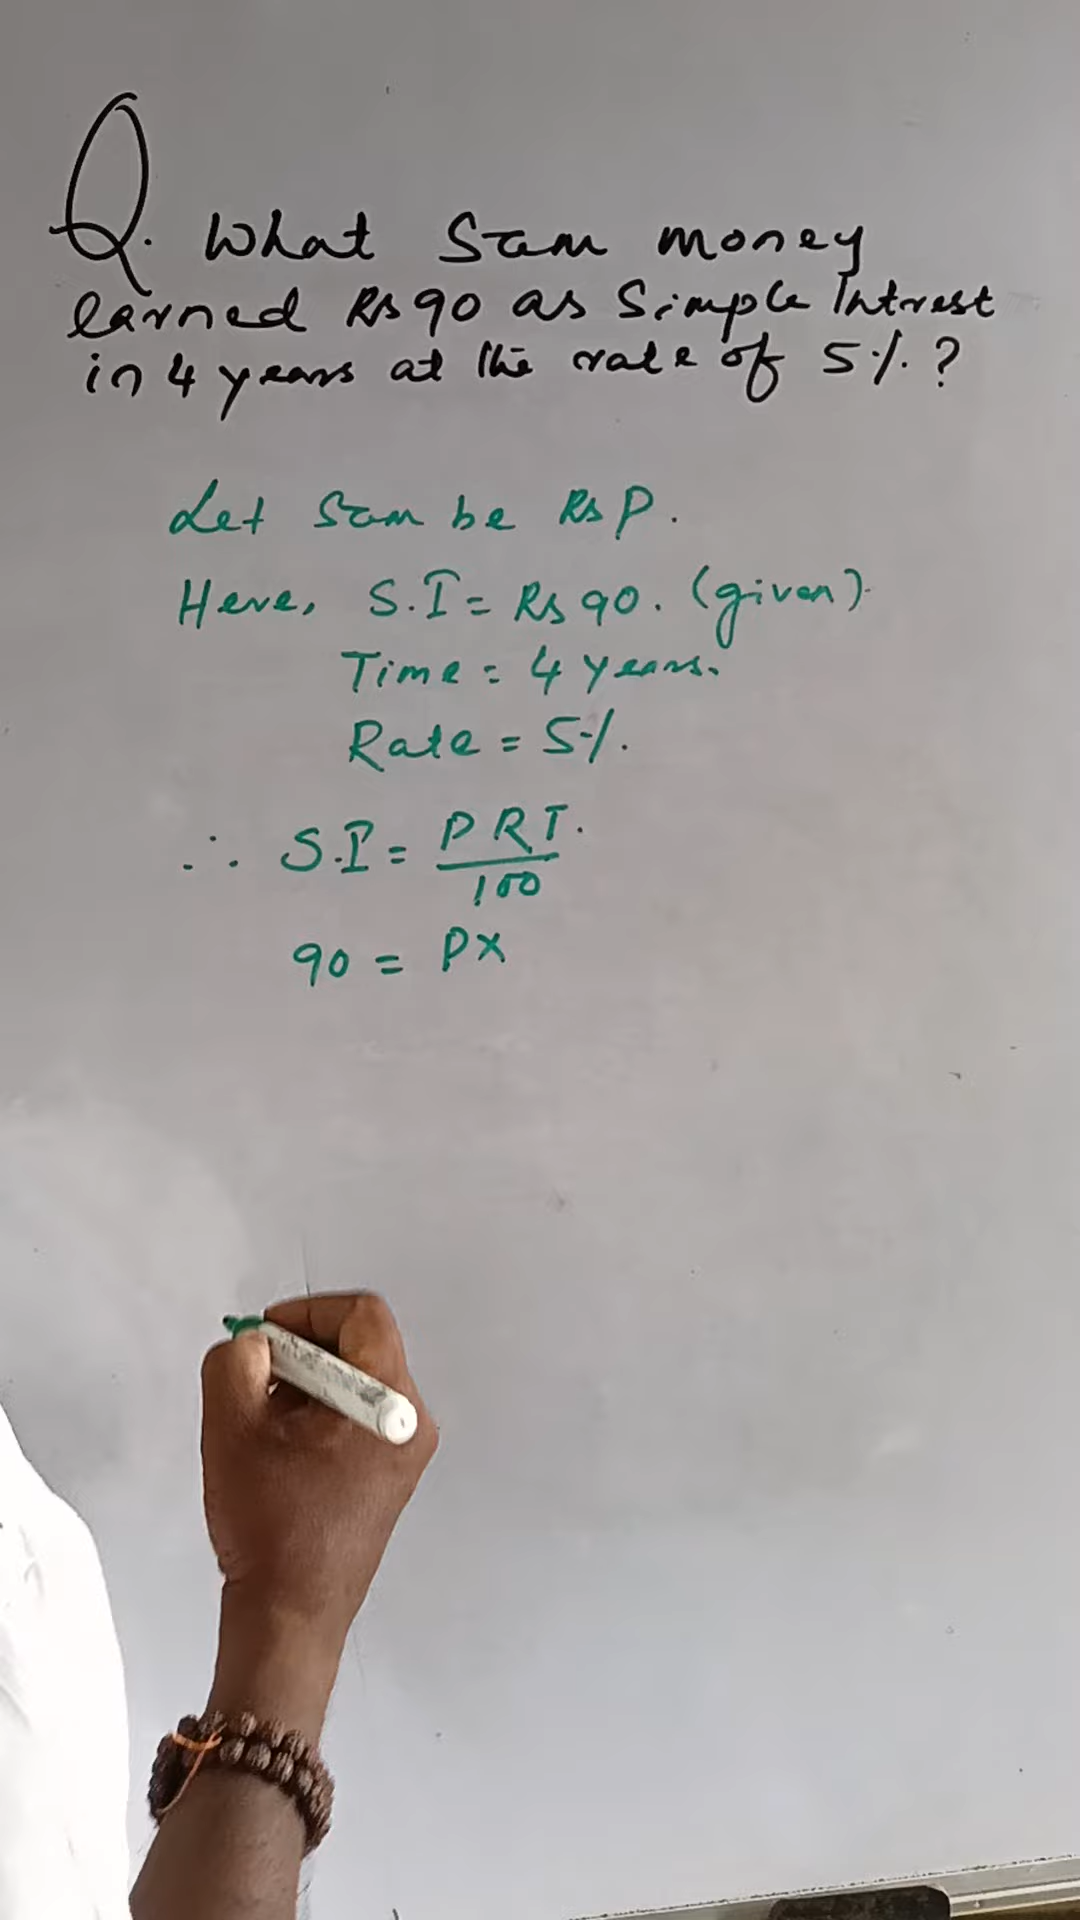 Q. What Sum money
earned Rs 90 as Simple Intrest
in 4 years at the rate of 5%. ?
Let Sum be Rs P.
Here, S.I = Rs 90. (given).
Time = 4 years.
Rate = 5%.
∴ S.I = PRT.
100
90 = P×